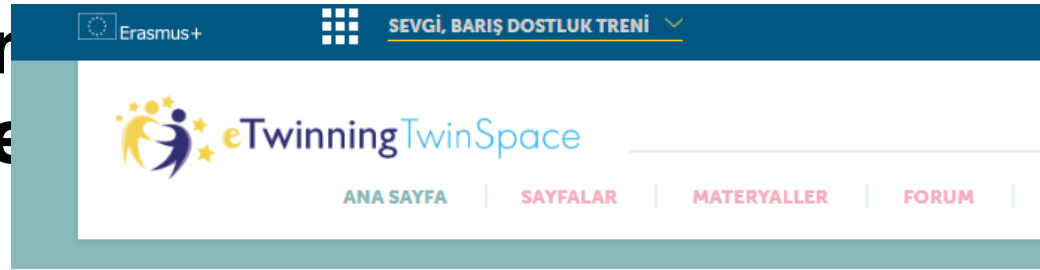 Erasmus+
SEVGİ, BARIŞ DOSTLUK TRENİ
eTwinning TwinSpace
ANA SAYFA
SAYFALAR
MATERYALLER
FORUM